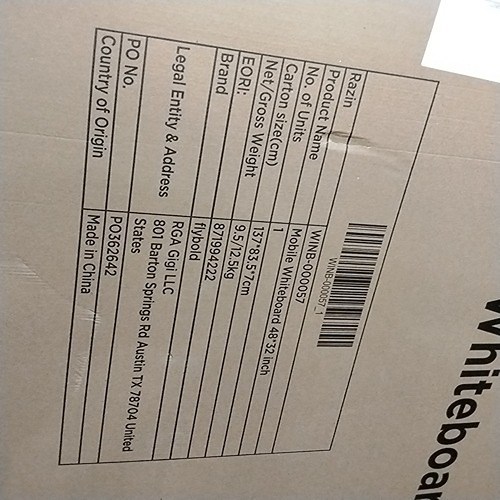 Whiteboar
WINB-000057_1
Razin WINB-000057
Product Name Mobile Whiteboard 48*32 inch
No. of Units 1
Carton size(cm) 137*83.5*7cm
Net/Gross Weight 9.5/12.5kg
EORI: 871994222
Brand flybold
Legal Entity & Address RGA Gigi LLC
801 Barton Springs Rd Austin TX 78704 United
States
PO No. PO362642
Country of Origin Made in China